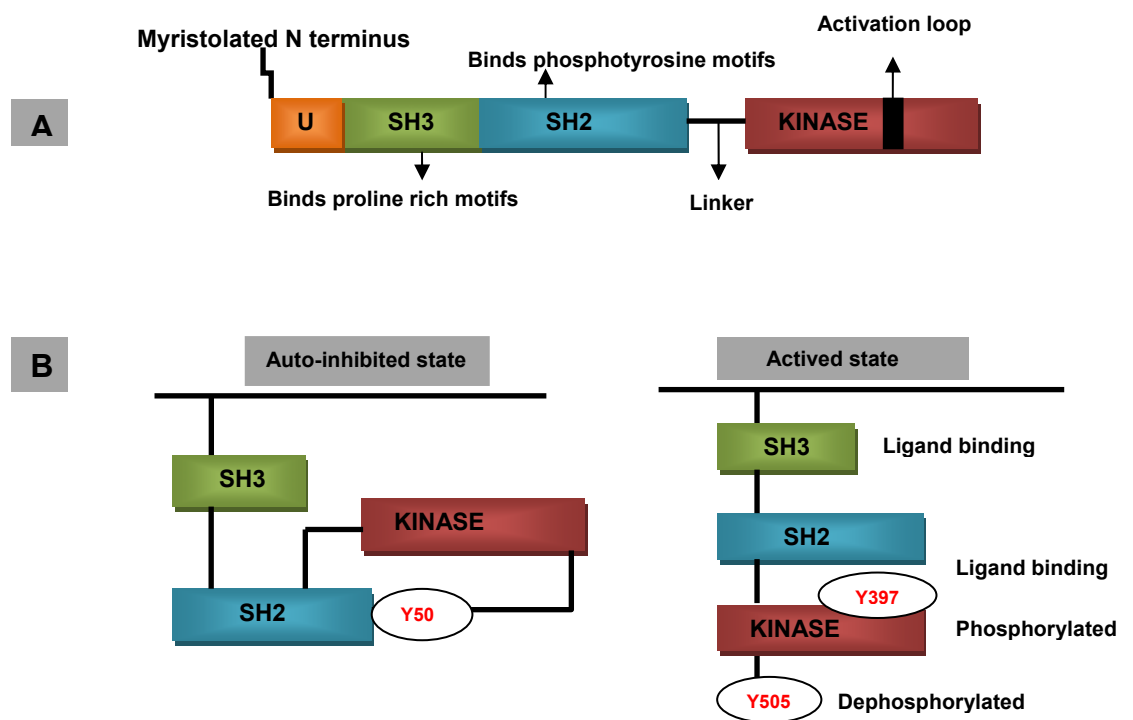 Myristolated N terminus
Activation loop
Binds phosphotyrosine motifs
A
U
SH3
SH2
KINASE
Binds proline rich motifs
Linker
B
Auto-inhibited state
SH3
KINASE
SH2
Y50
Actived state
SH3
Ligand binding
SH2
Ligand binding
Y397
KINASE
Phosphorylated
Y505
Dephosphorylated